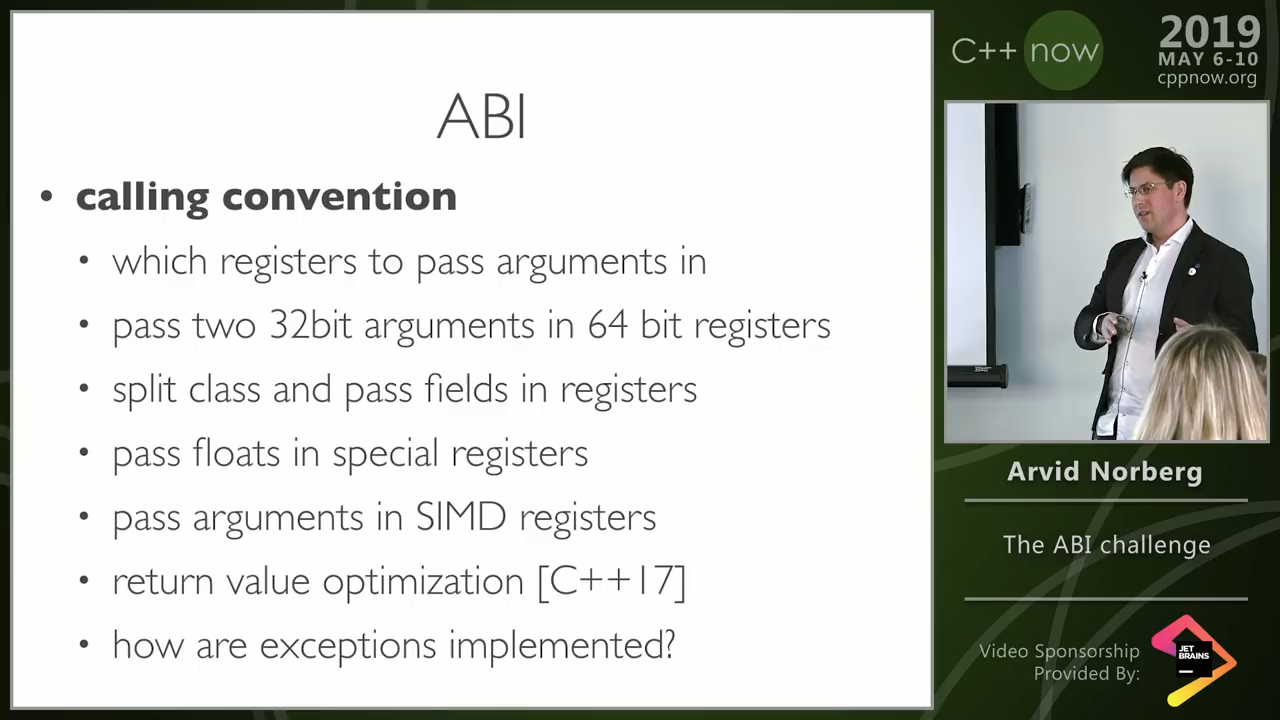 ABI
• calling convention
• which registers to pass arguments in
• pass two 32bit arguments in 64 bit registers
• split class and pass fields in registers
• pass floats in special registers
• pass arguments in SIMD registers
• return value optimization [C++17]
• how are exceptions implemented?
C++ now
2019
MAY 6-10
cppnow.org
Arvid Norberg
The ABI challenge
Video Sponsorship
Provided By:
JET
BRAINS